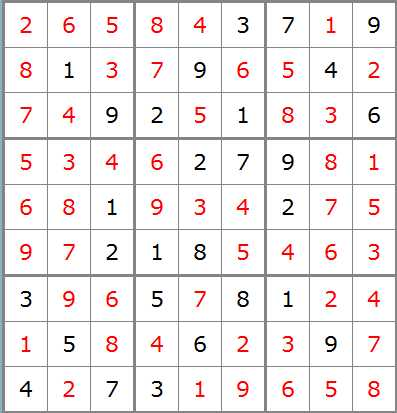 2 6 5 8 4 3 7 1 9
8 1 3 7 9 6 5 4 2
7 4 9 2 5 1 8 3 6
5 3 4 6 2 7 9 8 1
6 8 1 9 3 4 2 7 5
9 7 2 1 8 5 4 6 3
3 9 6 5 7 8 1 2 4
1 5 8 4 6 2 3 9 7
4 2 7 3 1 9 6 5 8